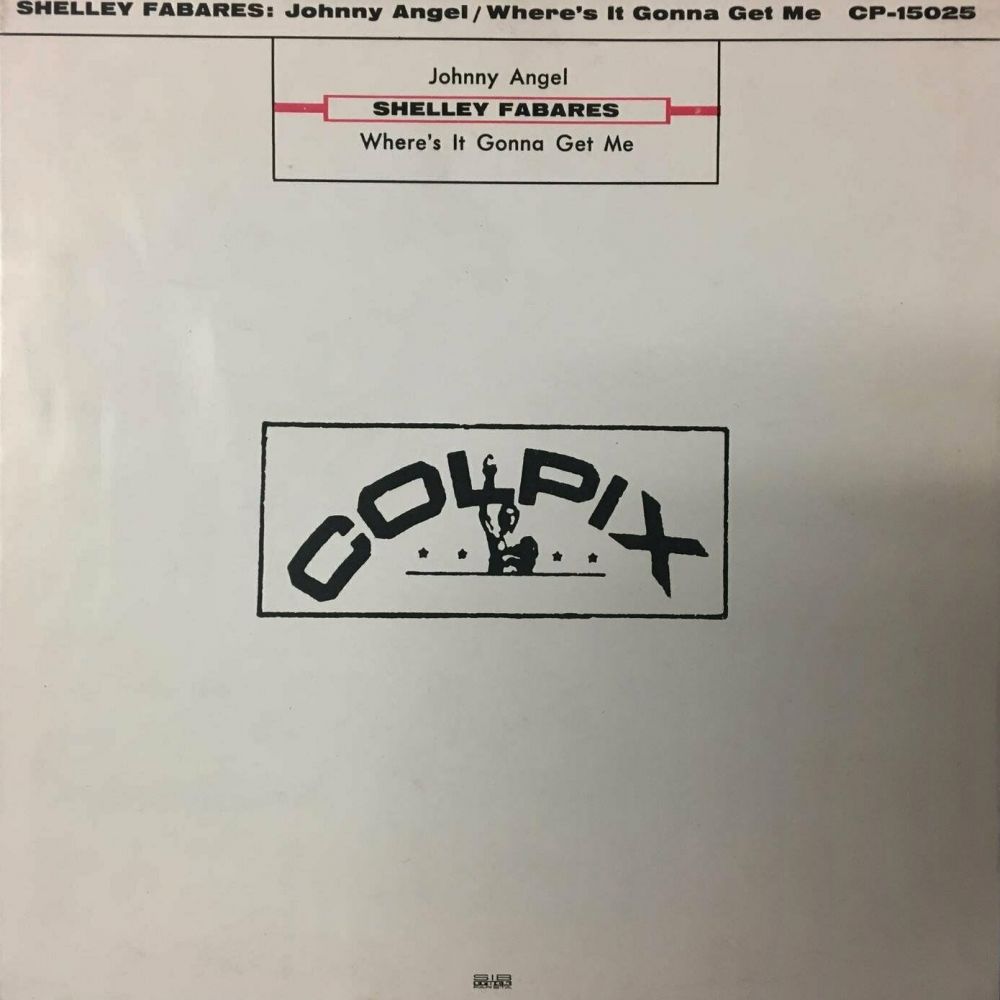 SHELLEY FABARES: Johnny Angel / Where's It Gonna Get Me CP-15025
Johnny Angel
SHELLEY FABARES
Where's It Gonna Get Me
COLPIX